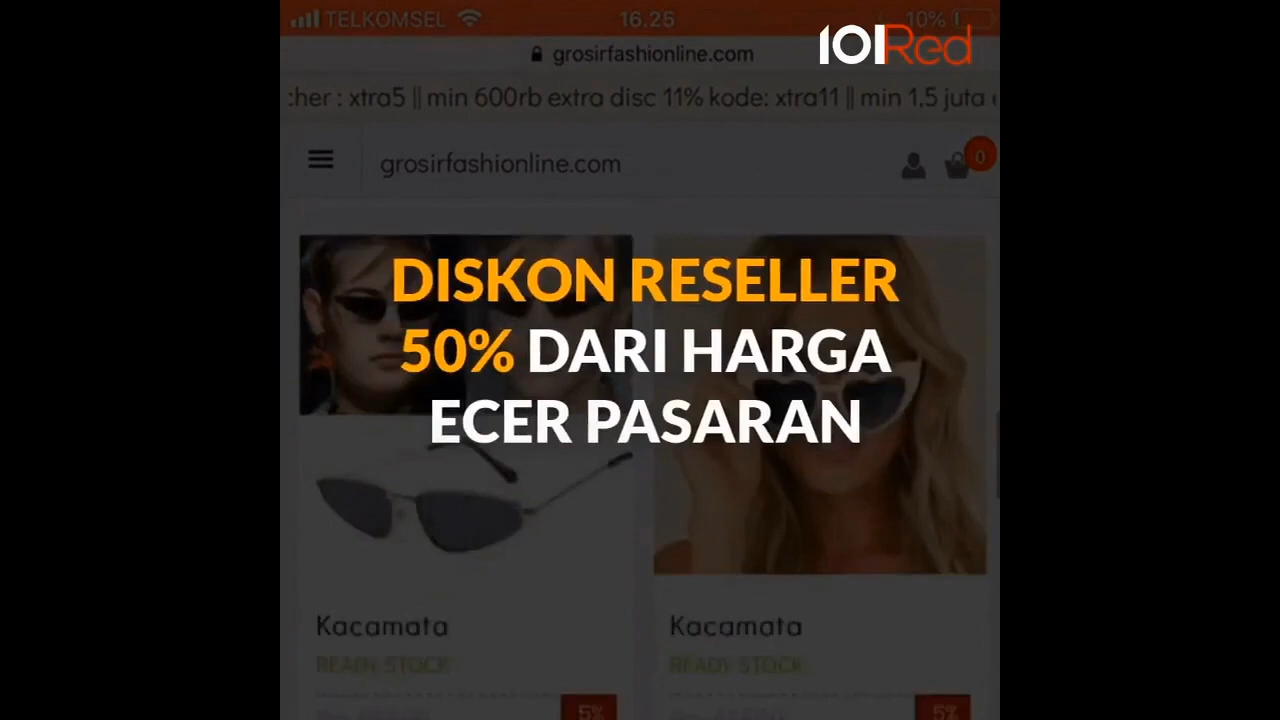 TELKOMSEL 16.25 10%
101Red
grosirfashionline.com
cher : xtra5 || min 600rb extra disc 11% kode: xtra11 || min 1,5 juta
grosirfashionline.com 0
DISKON RESELLER
50% DARI HARGA
ECER PASARAN
Kacamata Kacamata
READY STOCK READY STOCK
5% 5%